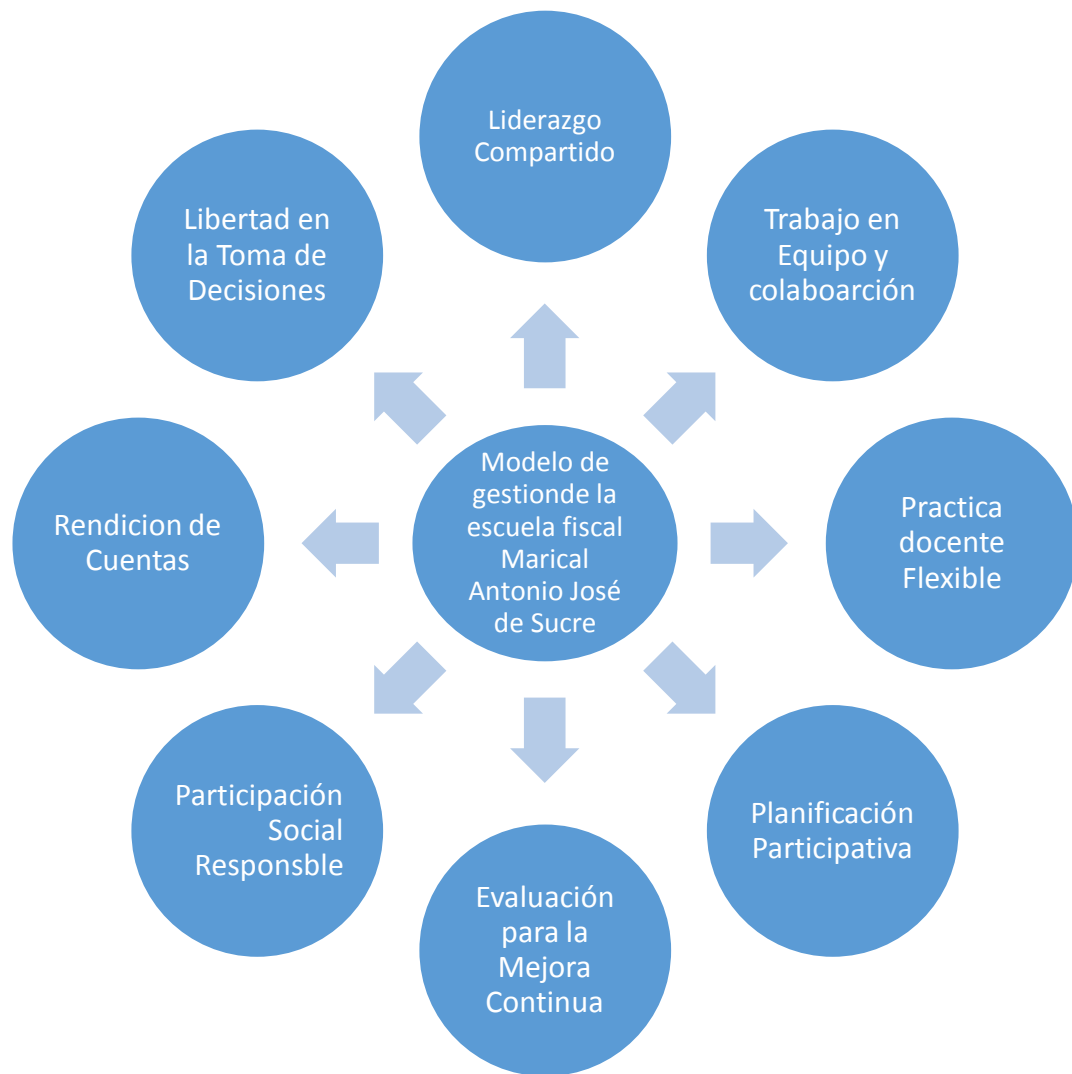 Liderazgo
Compartido
Libertad en
la Toma de
Decisiones
Trabajo en
Equipo y
colaboarción
Modelo de
gestionde la
escuela fiscal
Marical
Antonio José
de Sucre
Rendicion de
Cuentas
Practica
docente
Flexible
Participación
Social
Responsble
Planificación
Participativa
Evaluación
para la
Mejora
Continua